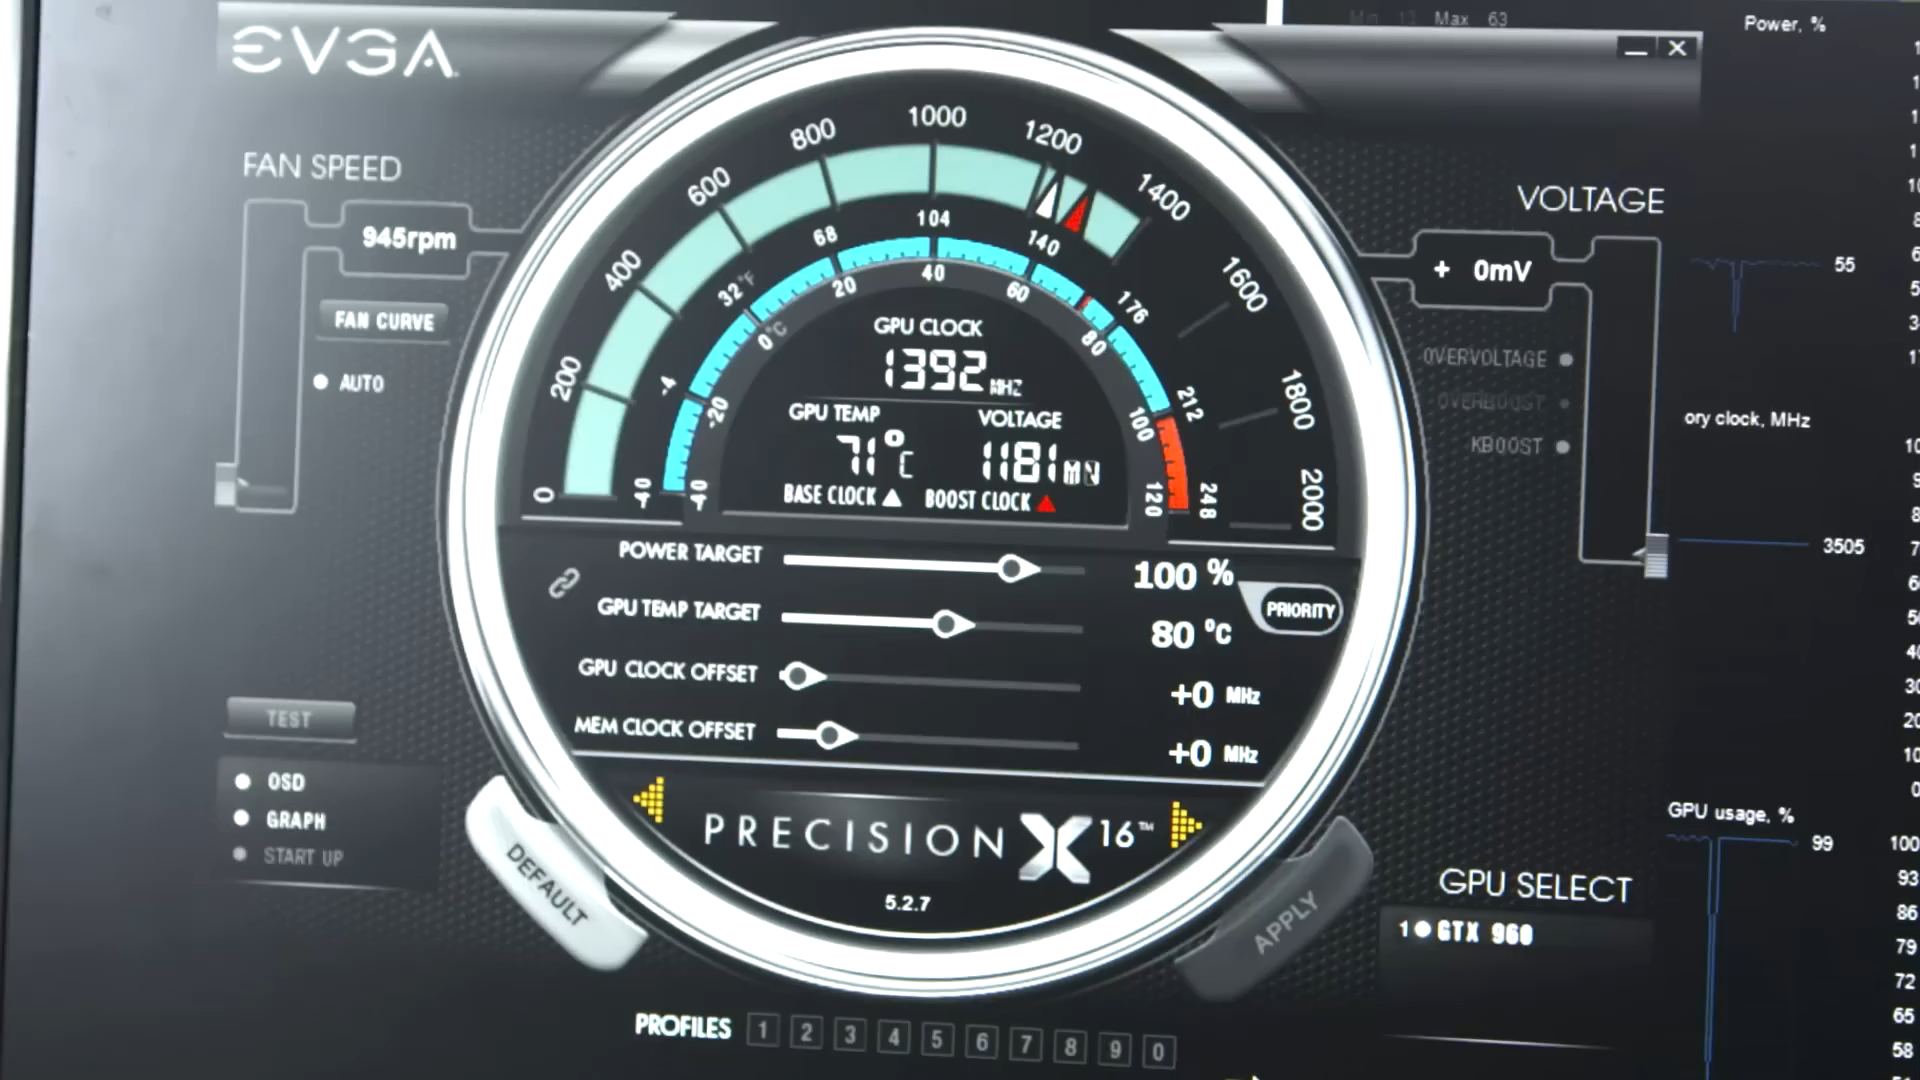 EVGA
Max 63
Power, %
FAN SPEED
945rpm
FAN CURVE
AUTO
0
200
400
600
800
1000
1200
1400
1600
1800
2000
-40
-4
32 °F
68
104
140
176
212
248
-40
-20
0 °C
20
40
60
80
100
120
GPU CLOCK
1392 MHZ
GPU TEMP
71°C
VOLTAGE
1181 MV
BASE CLOCK
BOOST CLOCK
VOLTAGE
+ 0mV
OVERVOLTAGE
OVERBOOST
KBOOST
55
ory clock, MHz
3505
POWER TARGET
100 %
GPU TEMP TARGET
80 °C
PRIORITY
GPU CLOCK OFFSET
+0 MHz
MEM CLOCK OFFSET
+0 MHz
TEST
OSD
GRAPH
START UP
DEFAULT
PRECISION X 16™
5.2.7
APPLY
GPU usage, %
99
100
93
86
79
72
65
58
GPU SELECT
1 GTX 960
PROFILES 1 2 3 4 5 6 7 8 9 0